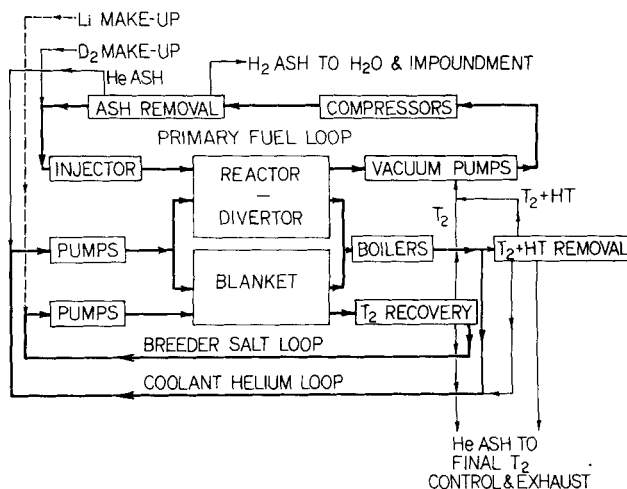 Li MAKE-UP
D2 MAKE-UP
He ASH
H2 ASH TO H2O & IMPOUNDMENT
ASH REMOVAL
COMPRESSORS
PRIMARY FUEL LOOP
INJECTOR
REACTOR
—
DIVERTOR
VACUUM PUMPS
T2
T2+HT
PUMPS
BOILERS
T2+HT REMOVAL
BLANKET
PUMPS
T2 RECOVERY
BREEDER SALT LOOP
COOLANT HELIUM LOOP
He ASH TO
FINAL T2
CONTROL & EXHAUST